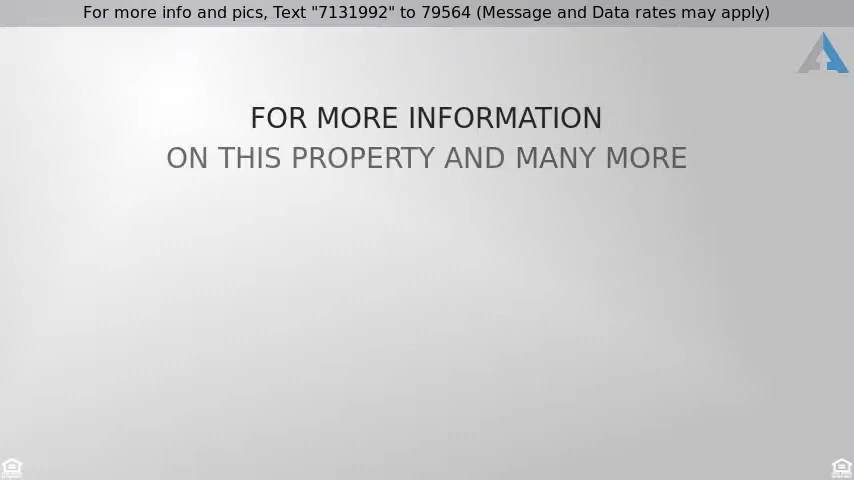 For more info and pics, Text "7131992" to 79564 (Message and Data rates may apply)
FOR MORE INFORMATION
ON THIS PROPERTY AND MANY MORE